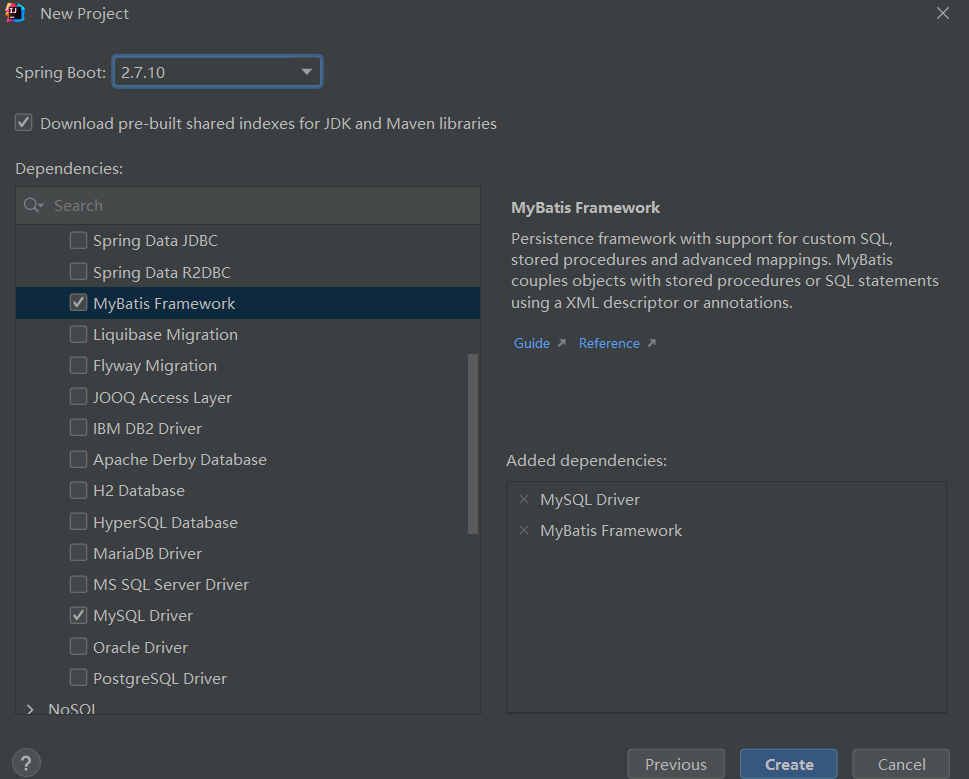 New Project
Spring Boot: 2.7.10
Download pre-built shared indexes for JDK and Maven libraries
Dependencies:
Search
Spring Data JDBC
Spring Data R2DBC
MyBatis Framework
Liquibase Migration
Flyway Migration
JOOQ Access Layer
IBM DB2 Driver
Apache Derby Database
H2 Database
HyperSQL Database
MariaDB Driver
MS SQL Server Driver
MySQL Driver
Oracle Driver
PostgreSQL Driver
NoSQL
MyBatis Framework
Persistence framework with support for custom SQL,
stored procedures and advanced mappings. MyBatis
couples objects with stored procedures or SQL statements
using a XML descriptor or annotations.
Guide Reference
Added dependencies:
MySQL Driver
MyBatis Framework
?
Previous
Create
Cancel